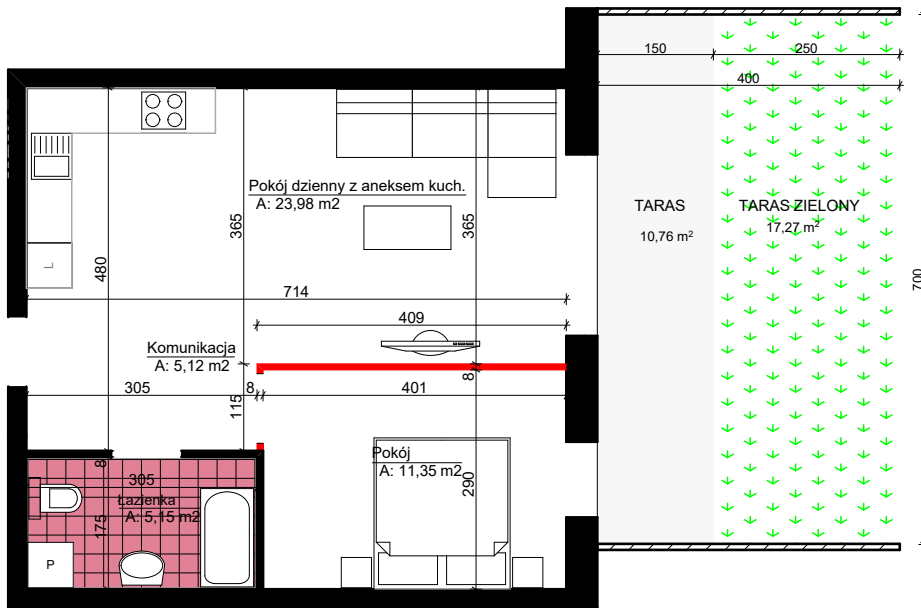 150
250
400
Pokój dzienny z aneksem kuch.
A: 23,98 m2
TARAS
10,76 m²
TARAS ZIELONY
17,27 m²
365
365
480
700
L
714
409
Komunikacja
A: 5,12 m2
8
305
8
401
115
Pokój
A: 11,35 m2
290
8
305
Łazienka
A: 5,15 m2
175
P